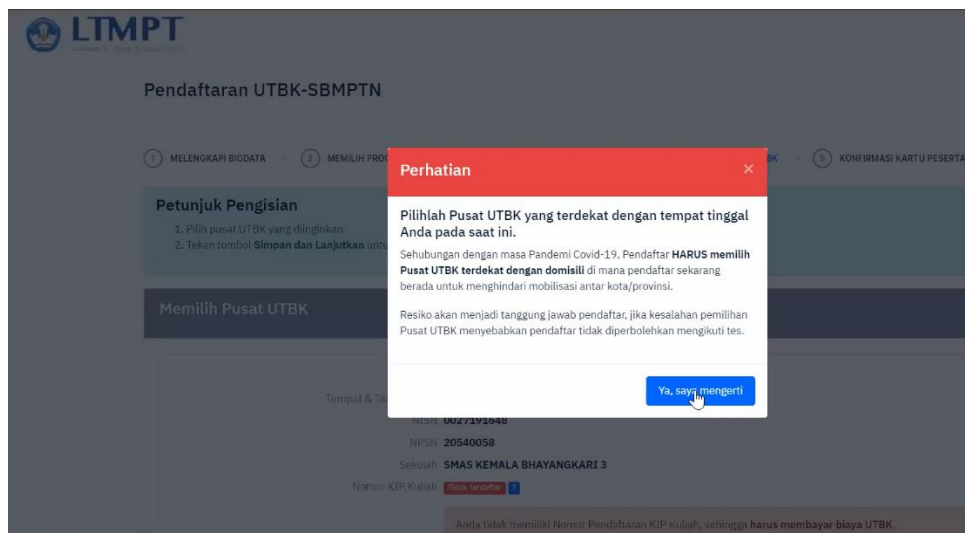 LTMPT
Pendaftaran UTBK-SBMPTN
1 MELENGKAPI BIODATA
2 MEMILIH PRO
BK
5 KONFIRMASI KARTU PESERTA
Petunjuk Pengisian
1. Pilih pusat UTBK yang diinginkan.
2. Tekan tombol Simpan dan Lanjutkan untu
Perhatian
Pilihlah Pusat UTBK yang terdekat dengan tempat tinggal
Anda pada saat ini.
Sehubungan dengan masa Pandemi Covid-19, Pendaftar HARUS memilih
Pusat UTBK terdekat dengan domisili di mana pendaftar sekarang
berada untuk menghindari mobilisasi antar kota/provinsi.
Resiko akan menjadi tanggung jawab pendaftar, jika kesalahan pemilihan
Pusat UTBK menyebabkan pendaftar tidak diperbolehkan mengikuti tes.
Ya, saya mengerti
Memilih Pusat UTBK
Tempat & Ta
NISN 0027191648
NPSN 20540058
Sekolah SMAS KEMALA BHAYANGKARI 3
Nomor KIP Kuliah Tidak terdaftar ?
Anda tidak memiliki Nomor Pendaftaran KIP Kuliah, sehingga harus membayar biaya UTBK.